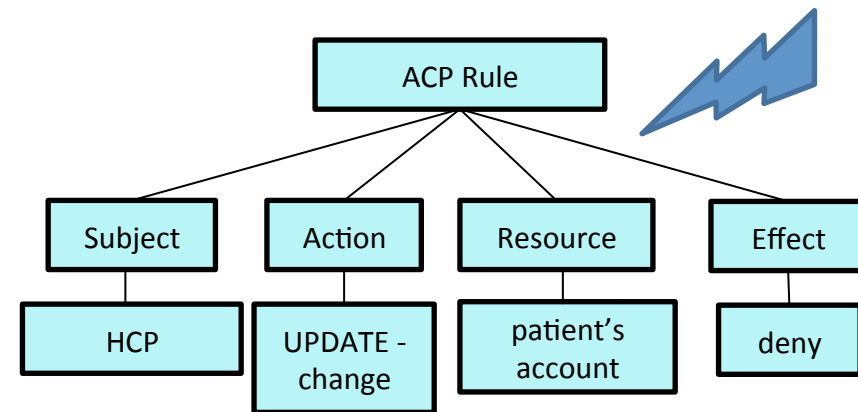 ACP Rule
Subject
Action
Resource
Effect
HCP
UPDATE -
change
patient's
account
deny